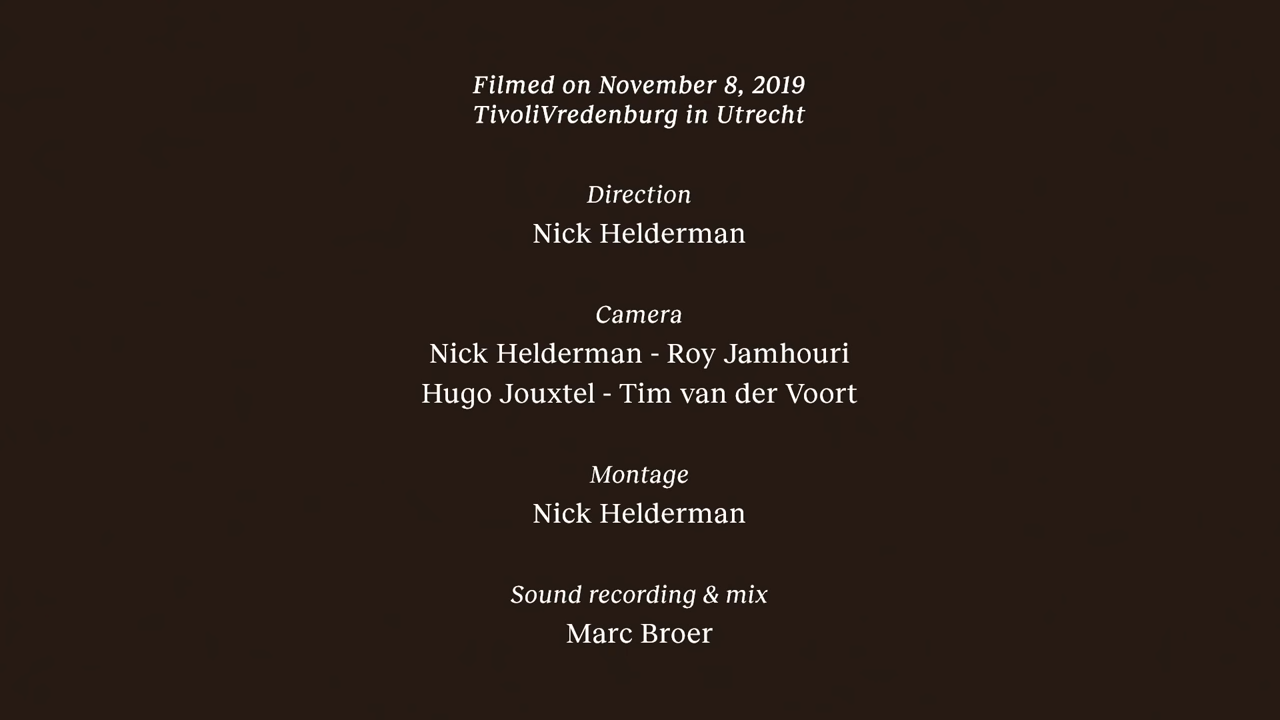 Filmed on November 8, 2019
TivoliVredenburg in Utrecht
Direction
Nick Helderman
Camera
Nick Helderman - Roy Jamhouri
Hugo Jouxtel - Tim van der Voort
Montage
Nick Helderman
Sound recording & mix
Marc Broer